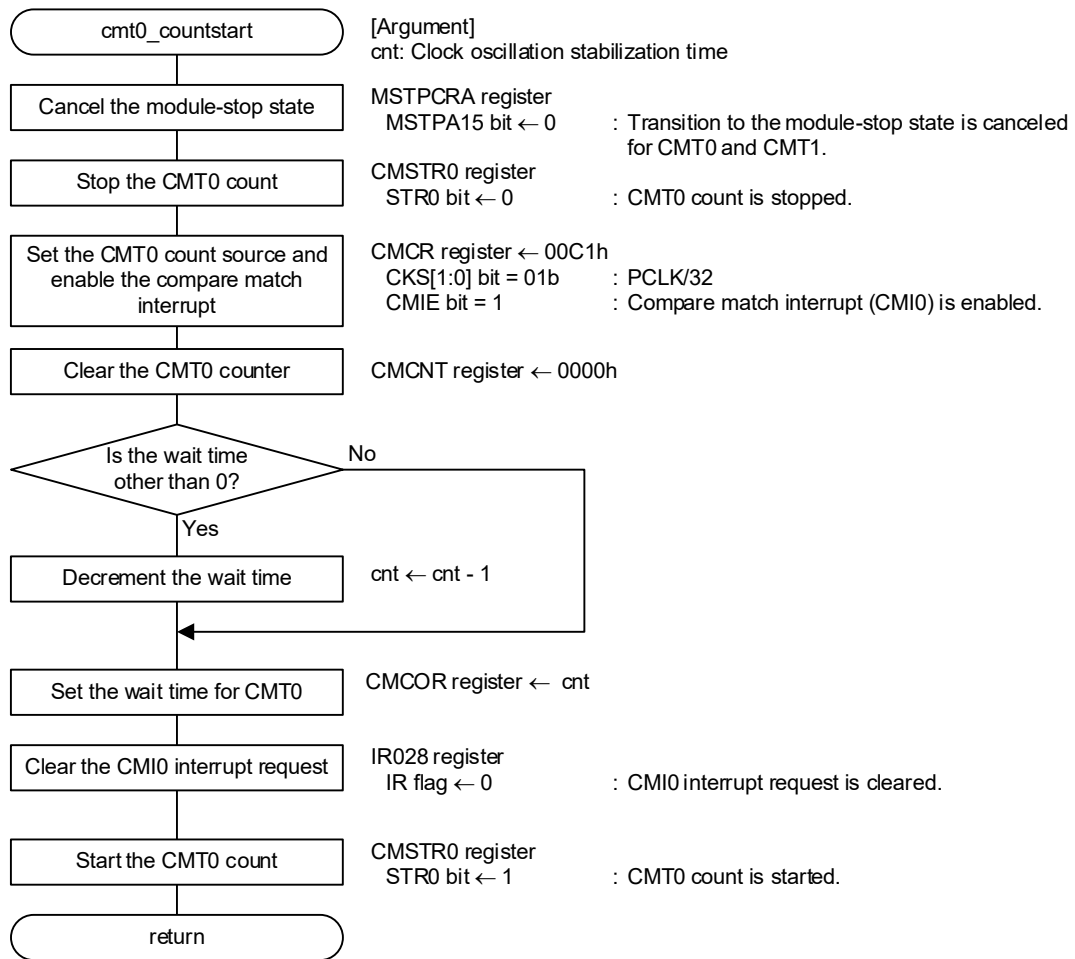 cmt0_countstart
[Argument]
cnt: Clock oscillation stabilization time
Cancel the module-stop state
MSTPCRA register
MSTPA15 bit ← 0 : Transition to the module-stop state is canceled
for CMT0 and CMT1.
Stop the CMT0 count
CMSTR0 register
STR0 bit ← 0 : CMT0 count is stopped.
Set the CMT0 count source and
enable the compare match
interrupt
CMCR register ← 00C1h
CKS[1:0] bit = 01b : PCLK/32
CMIE bit = 1 : Compare match interrupt (CMI0) is enabled.
Clear the CMT0 counter
CMCNT register ← 0000h
Is the wait time
other than 0?
No
Yes
Decrement the wait time
cnt ← cnt - 1
Set the wait time for CMT0
CMCOR register ← cnt
Clear the CMI0 interrupt request
IR028 register
IR flag ← 0 : CMI0 interrupt request is cleared.
Start the CMT0 count
CMSTR0 register
STR0 bit ← 1 : CMT0 count is started.
return